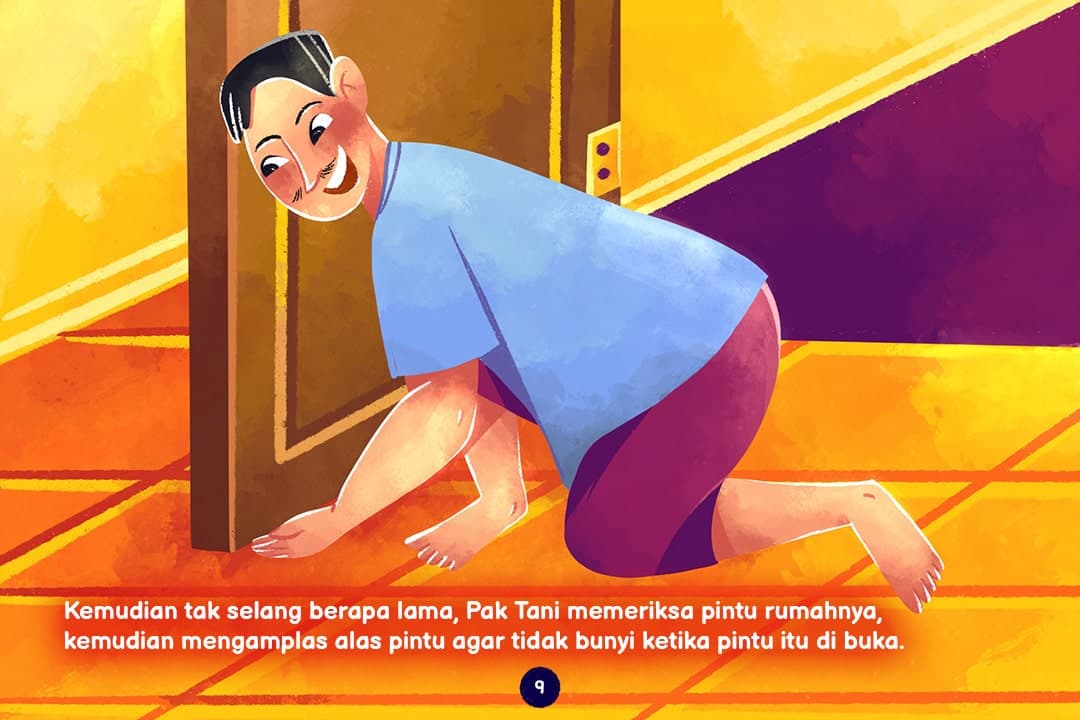 Kemudian tak selang berapa lama, Pak Tani memeriksa pintu rumahnya,
kemudian mengamplas alas pintu agar tidak bunyi ketika pintu itu di buka.
9